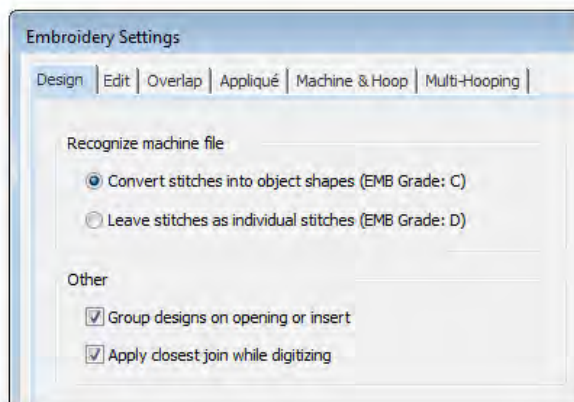 Embroidery Settings
Design Edit Overlap Appliqué Machine & Hoop Multi-Hooping
Recognize machine file
Convert stitches into object shapes (EMB Grade: C)
Leave stitches as individual stitches (EMB Grade: D)
Other
Group designs on opening or insert
Apply closest join while digitizing